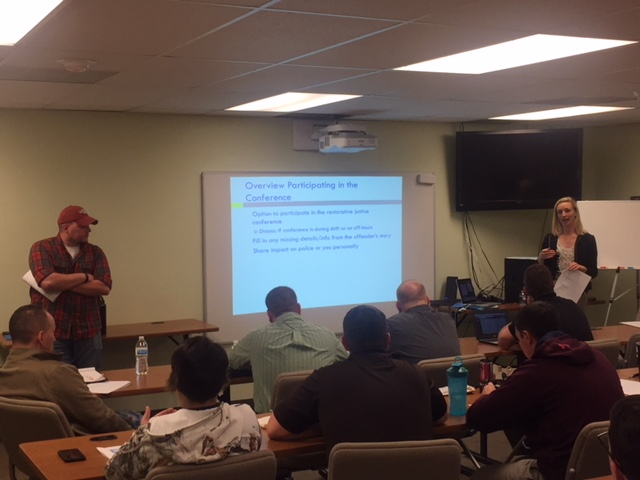 Overview Participating in the
Conference
Option to participate in the restorative justice
conference
Discuss if conference is during shift or at off-hours
Fill in any missing details/info from the offender's story
Share impact on police or you personally